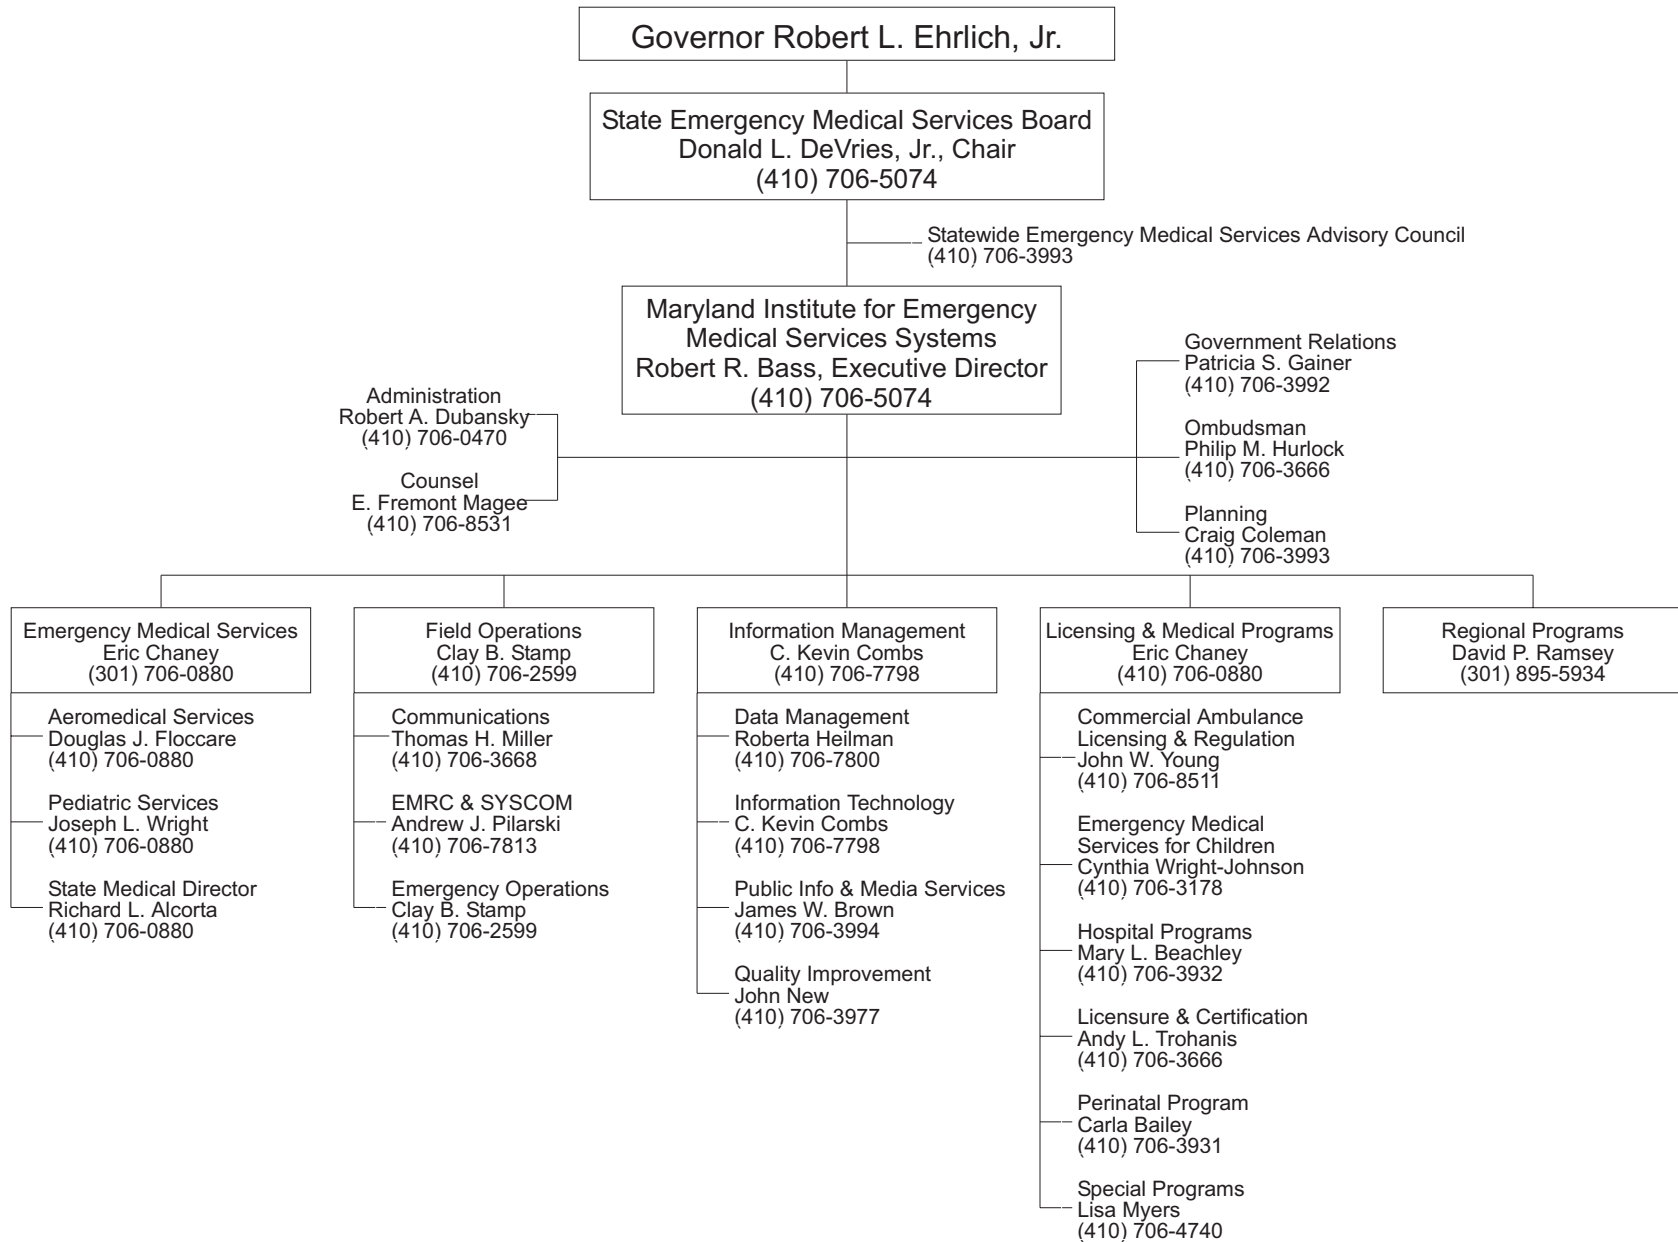 Governor Robert L. Ehrlich, Jr.
State Emergency Medical Services Board
Donald L. DeVries, Jr., Chair
(410) 706-5074
Statewide Emergency Medical Services Advisory Council
(410) 706-3993
Maryland Institute for Emergency
Medical Services Systems
Robert R. Bass, Executive Director
(410) 706-5074
Administration
Robert A. Dubansky
(410) 706-0470
Counsel
E. Fremont Magee
(410) 706-8531
Government Relations
Patricia S. Gainer
(410) 706-3992
Ombudsman
Philip M. Hurlock
(410) 706-3666
Planning
Craig Coleman
(410) 706-3993
Emergency Medical Services
Eric Chaney
(301) 706-0880
Aeromedical Services
Douglas J. Floccare
(410) 706-0880
Pediatric Services
Joseph L. Wright
(410) 706-0880
State Medical Director
Richard L. Alcorta
(410) 706-0880
Field Operations
Clay B. Stamp
(410) 706-2599
Communications
Thomas H. Miller
(410) 706-3668
EMRC & SYSCOM
Andrew J. Pilarski
(410) 706-7813
Emergency Operations
Clay B. Stamp
(410) 706-2599
Information Management
C. Kevin Combs
(410) 706-7798
Data Management
Roberta Heilman
(410) 706-7800
Information Technology
C. Kevin Combs
(410) 706-7798
Public Info & Media Services
James W. Brown
(410) 706-3994
Quality Improvement
John New
(410) 706-3977
Licensing & Medical Programs
Eric Chaney
(410) 706-0880
Commercial Ambulance
Licensing & Regulation
John W. Young
(410) 706-8511
Emergency Medical
Services for Children
Cynthia Wright-Johnson
(410) 706-3178
Hospital Programs
Mary L. Beachley
(410) 706-3932
Licensure & Certification
Andy L. Trohanis
(410) 706-3666
Perinatal Program
Carla Bailey
(410) 706-3931
Special Programs
Lisa Myers
(410) 706-4740
Regional Programs
David P. Ramsey
(301) 895-5934